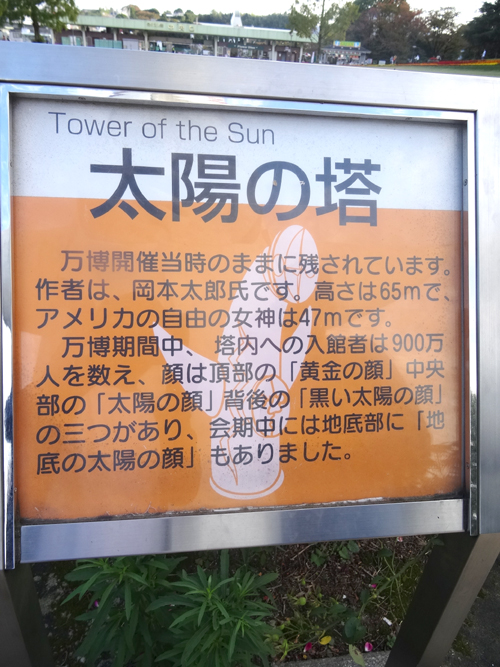 Tower of the Sun
太陽の塔
万博開催当時のままに残されています。
作者は、岡本太郎氏です。高さは65mで、
アメリカの自由の女神は47mです。
万博期間中、塔内への入館者は900万
人を数え、顔は頂部の「黄金の顔」中央
部の「太陽の顔」背後の「黒い太陽の顔」
の三つがあり、会期中には地底部に「地
底の太陽の顔」もありました。